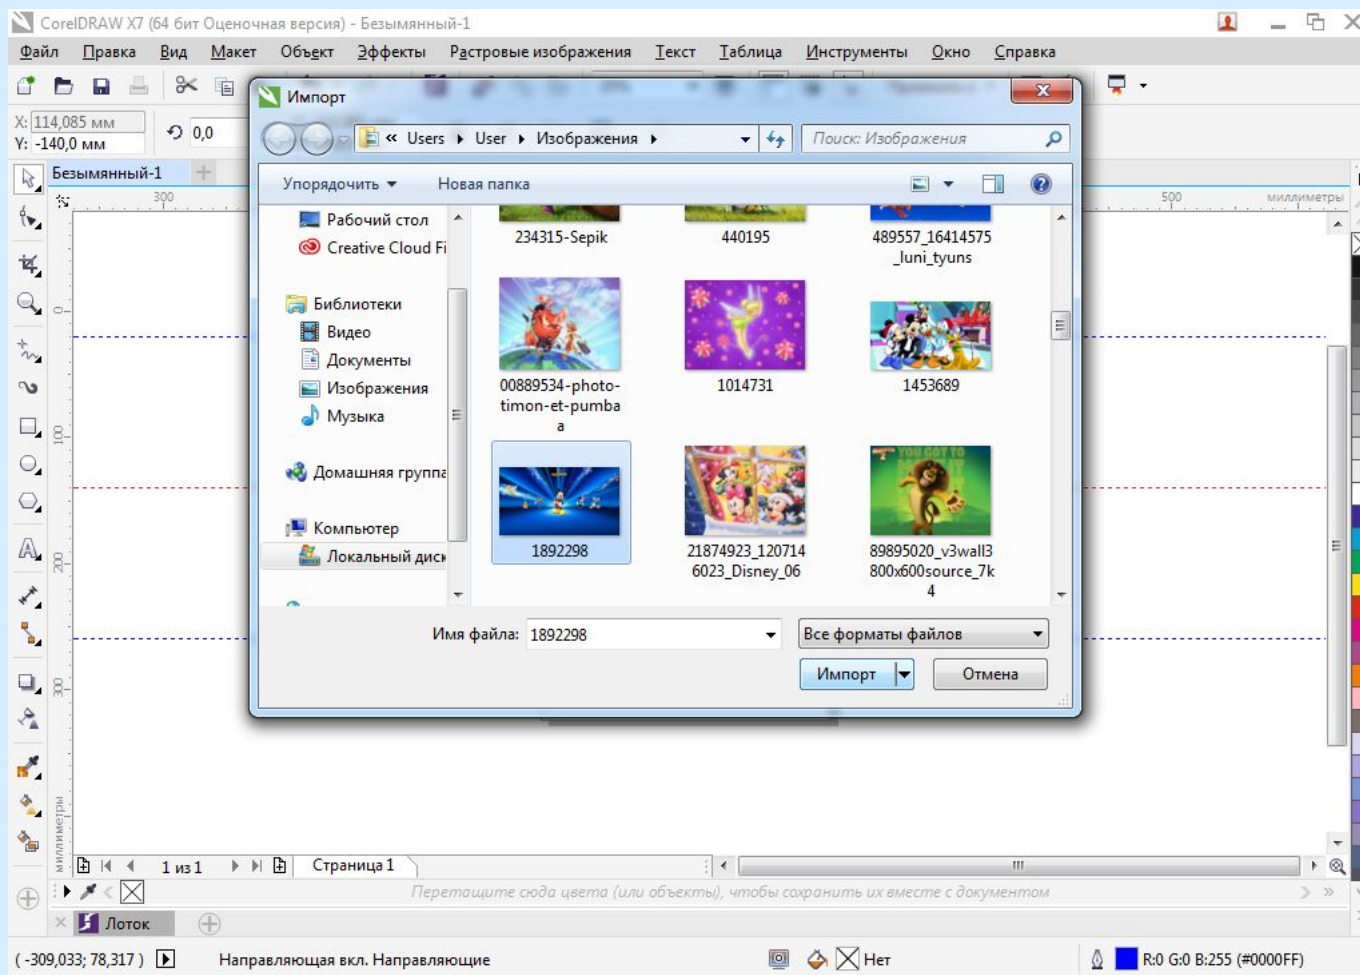 CorelDRAW X7 (64 бит Оценочная версия) - Безымянный-1
Файл Правка Вид Макет Объект Эффекты Растровые изображения Текст Таблица Инструменты Окно Справка
Импорт
X: 114,085 мм
Y: -140,0 мм
0,0
« Users User Изображения
Поиск: Изображения
Безымянный-1
Упорядочить Новая папка
300
500 миллиметры
Рабочий стол
Creative Cloud Fi
Библиотеки
Видео
Документы
Изображения
Музыка
Домашняя группа
Компьютер
Локальный диск
234315-Sepik
440195
489557_16414575
_luni_tyuns
00889534-photo-
timon-et-pumba
a
1014731
1453689
YOU GOT TO
1892298
21874923_120714
6023_Disney_06
89895020_v3wall3
800x600source_7k
4
0
100
200
300
миллиметры
Имя файла: 1892298
Все форматы файлов
Импорт Отмена
1 из 1
Страница 1
Перетащите сюда цвета (или объекты), чтобы сохранить их вместе с документом
Лоток
( -309,033; 78,317 ) Направляющая вкл. Направляющие
Нет
R:0 G:0 B:255 (#0000FF)